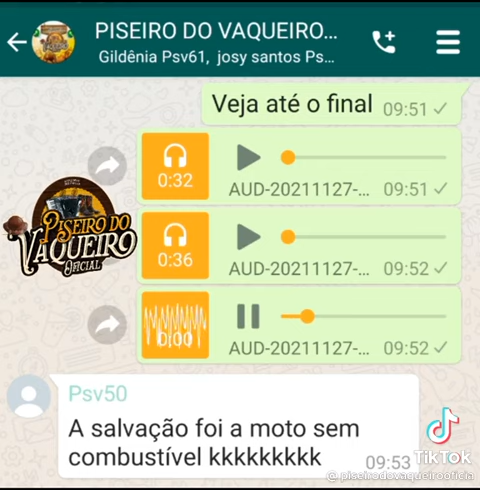 PISEIRO DO VAQUEIRO...
Gildênia Psv61, josy santos Ps...
Veja até o final 09:51
0:32
AUD-20211127-... 09:51
PISEIRO DO
VAQUEIRO
OFICIAL
0:36
AUD-20211127-... 09:52
0:00
AUD-20211127-... 09:52
Psv50
A salvação foi a moto sem
combustível kkkkkkkkk 09:53
TikTok
@piseirodovaqueirooficia